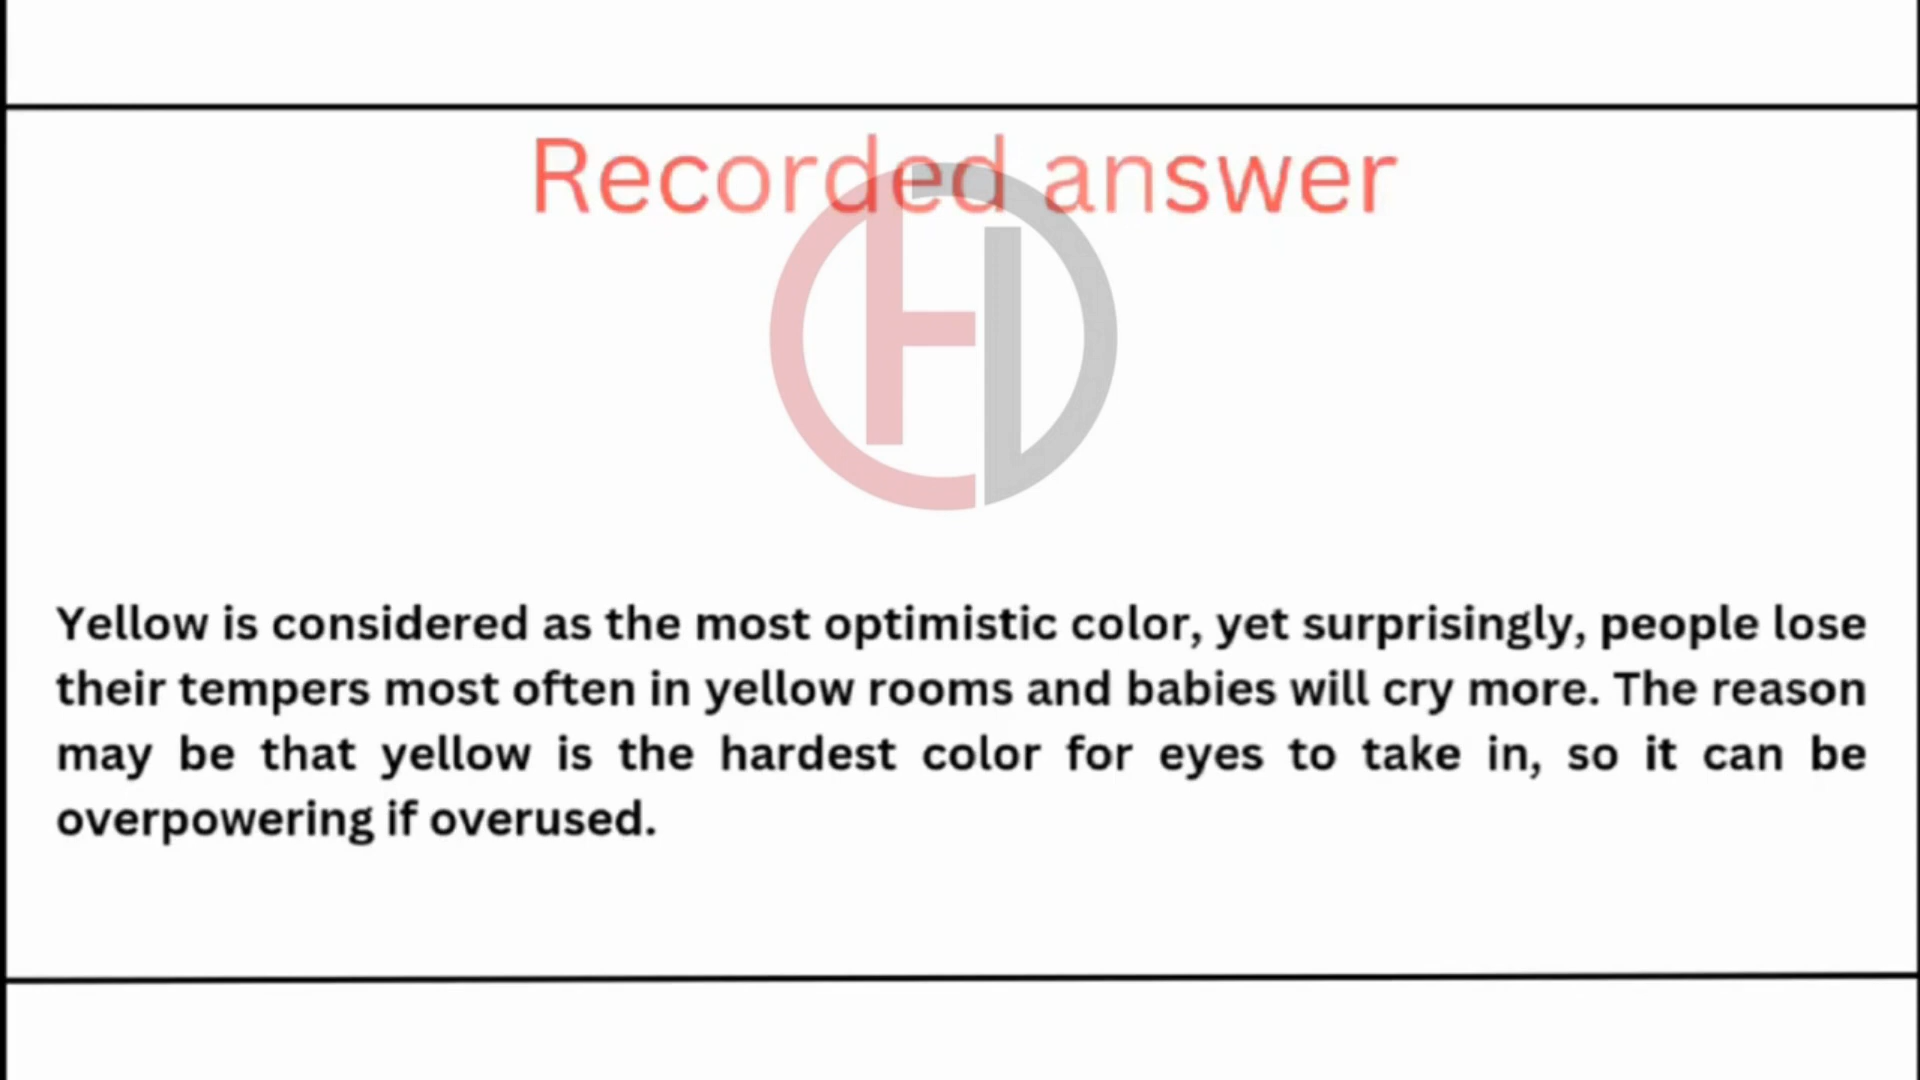 Recorded answer
Yellow is considered as the most optimistic color, yet surprisingly, people lose
their tempers most often in yellow rooms and babies will cry more. The reason
may be that yellow is the hardest color for eyes to take in, so it can be
overpowering if overused.